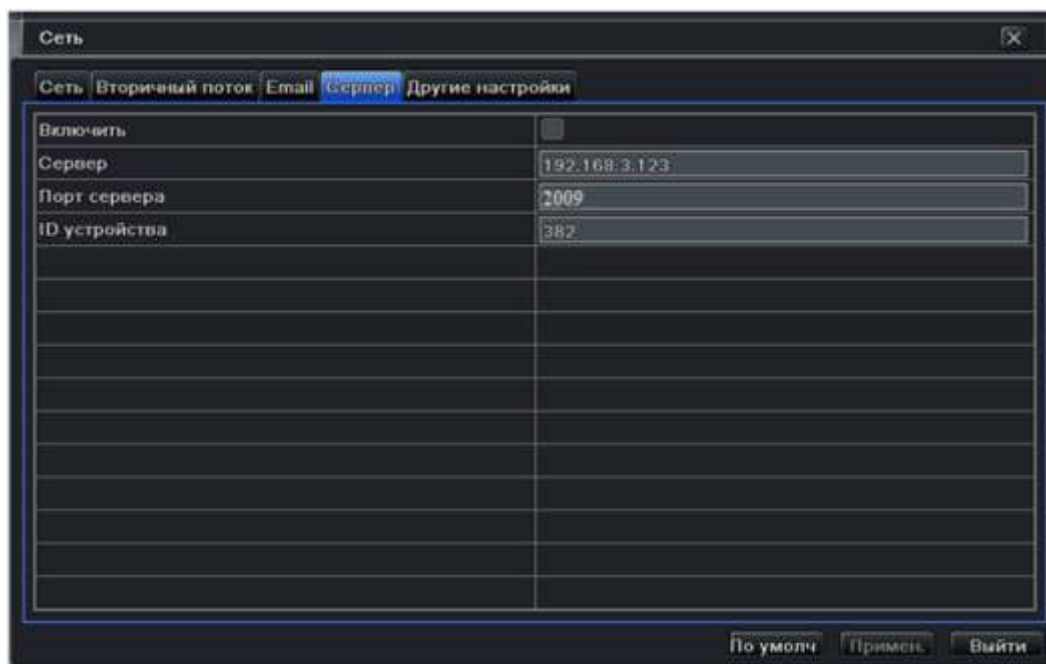 Сеть
Сеть Вторичный поток Email Сервер Другие настройки
Включить
Сервер 192.168.3.123
Порт сервера 2009
ID устройства 382
По умолч Примен. Выйти